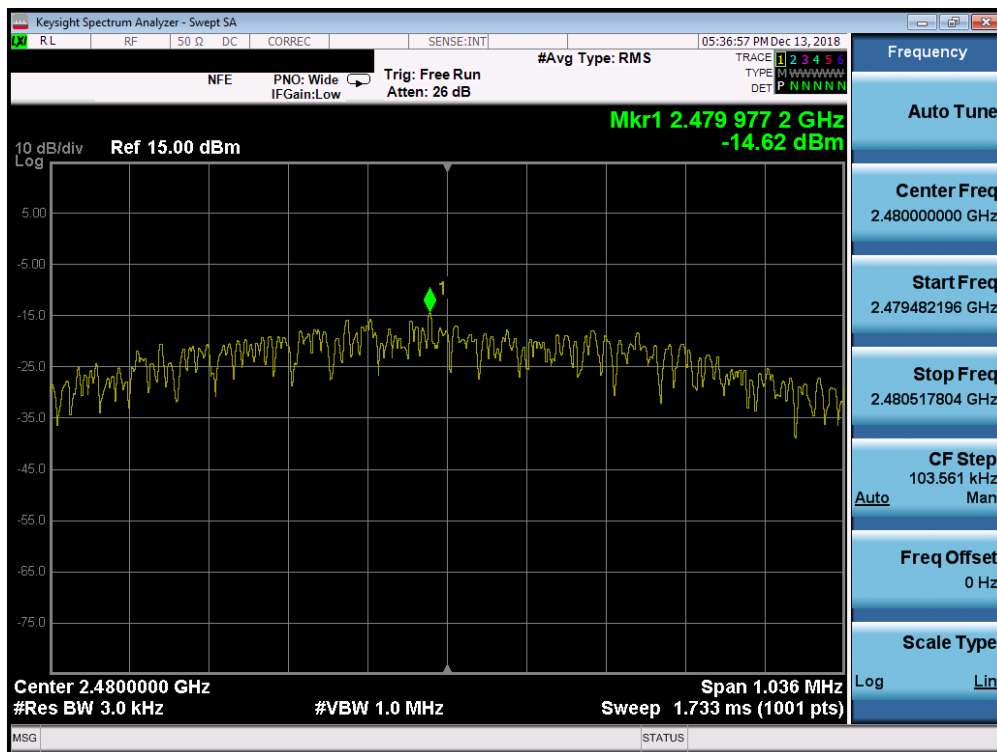 Keysight Spectrum Analyzer - Swept SA
LXI RL RF 50 Ω DC CORREC SENSE:INT 05:36:57 PM Dec 13, 2018
Frequency
#Avg Type: RMS
TRACE 1 2 3 4 5 6
NFE PNO: Wide Trig: Free Run
TYPE M WWWWW
IFGain:Low Atten: 26 dB
DET P N N N N N
Auto Tune
Mkr1 2.479 977 2 GHz
-14.62 dBm
10 dB/div Ref 15.00 dBm
Log
Center Freq
2.480000000 GHz
5.00
-5.00
Start Freq
2.479482196 GHz
1
-15.0
-25.0
Stop Freq
2.480517804 GHz
-35.0
-45.0
CF Step
103.561 kHz
Auto Man
-55.0
-65.0
Freq Offset
0 Hz
-75.0
Scale Type
Log Lin
Center 2.4800000 GHz Span 1.036 MHz
#Res BW 3.0 kHz #VBW 1.0 MHz Sweep 1.733 ms (1001 pts)
MSG STATUS